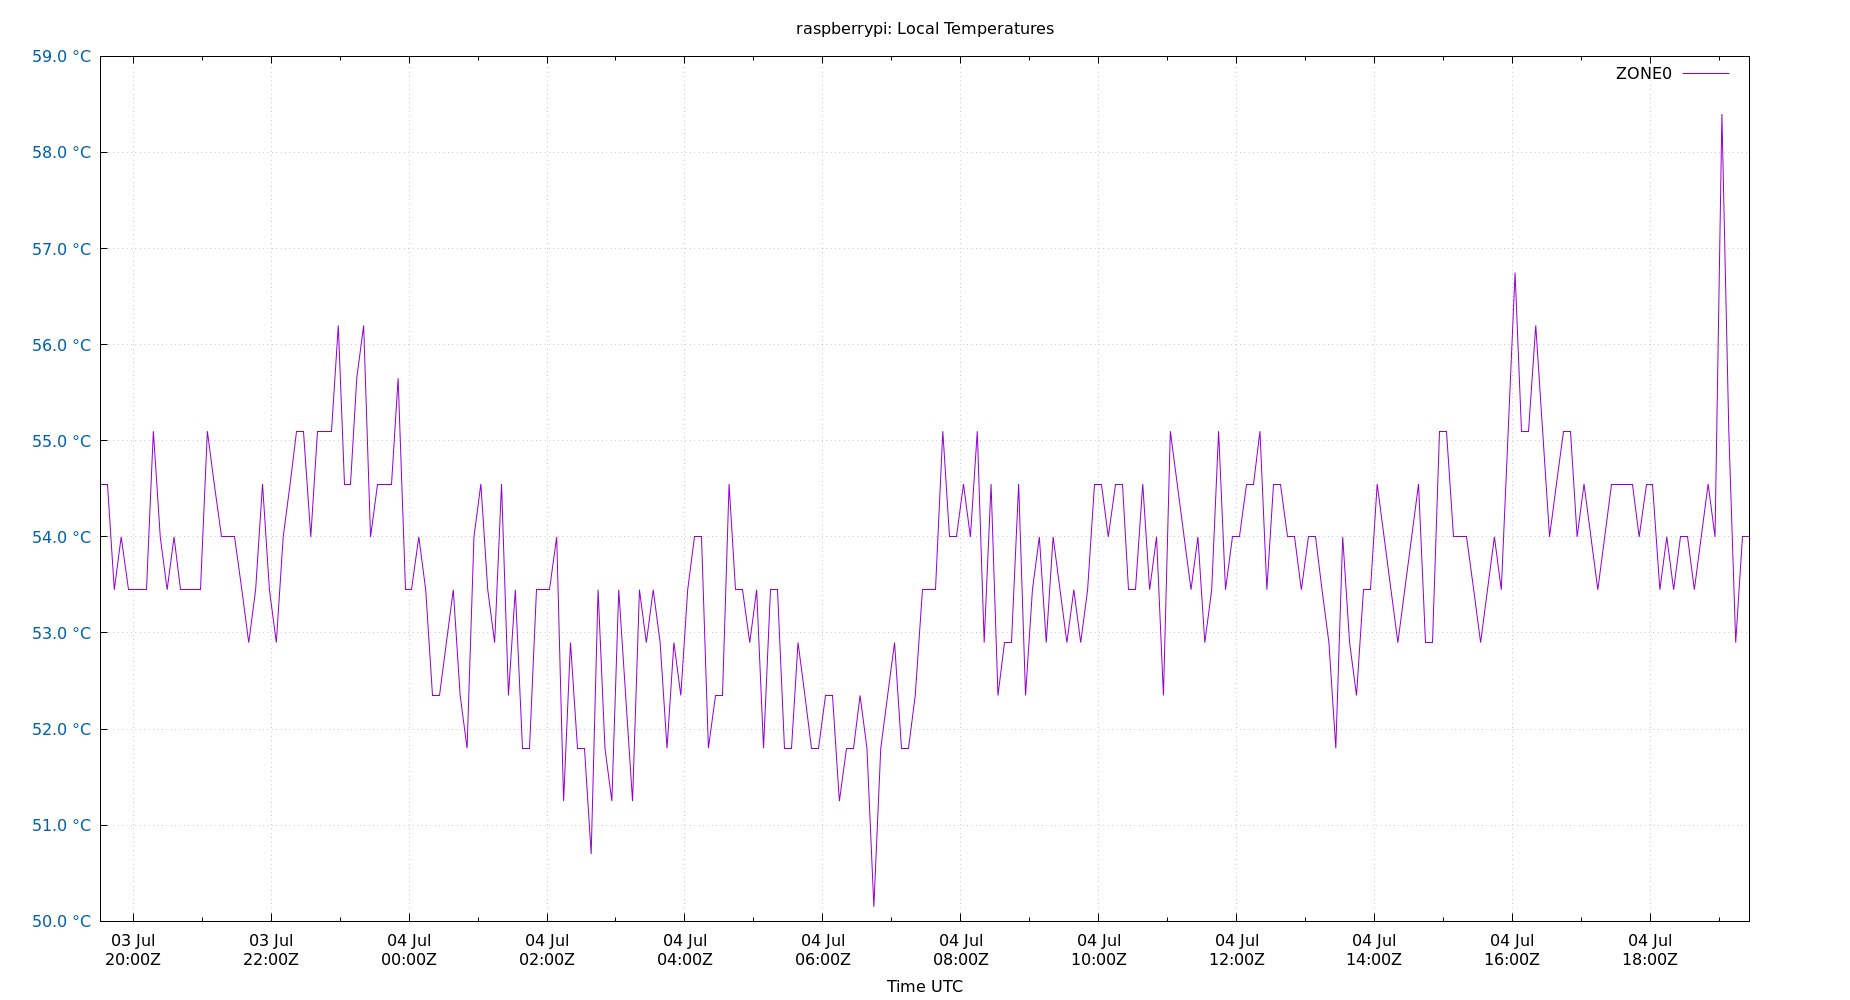 raspberrypi: Local Temperatures
59.0 °C
58.0 °C
57.0 °C
56.0 °C
55.0 °C
54.0 °C
53.0 °C
52.0 °C
51.0 °C
50.0 °C
ZONE0
03 Jul 03 Jul 04 Jul 04 Jul 04 Jul 04 Jul 04 Jul 04 Jul 04 Jul 04 Jul 04 Jul 04 Jul
20:00Z 22:00Z 00:00Z 02:00Z 04:00Z 06:00Z 08:00Z 10:00Z 12:00Z 14:00Z 16:00Z 18:00Z
Time UTC